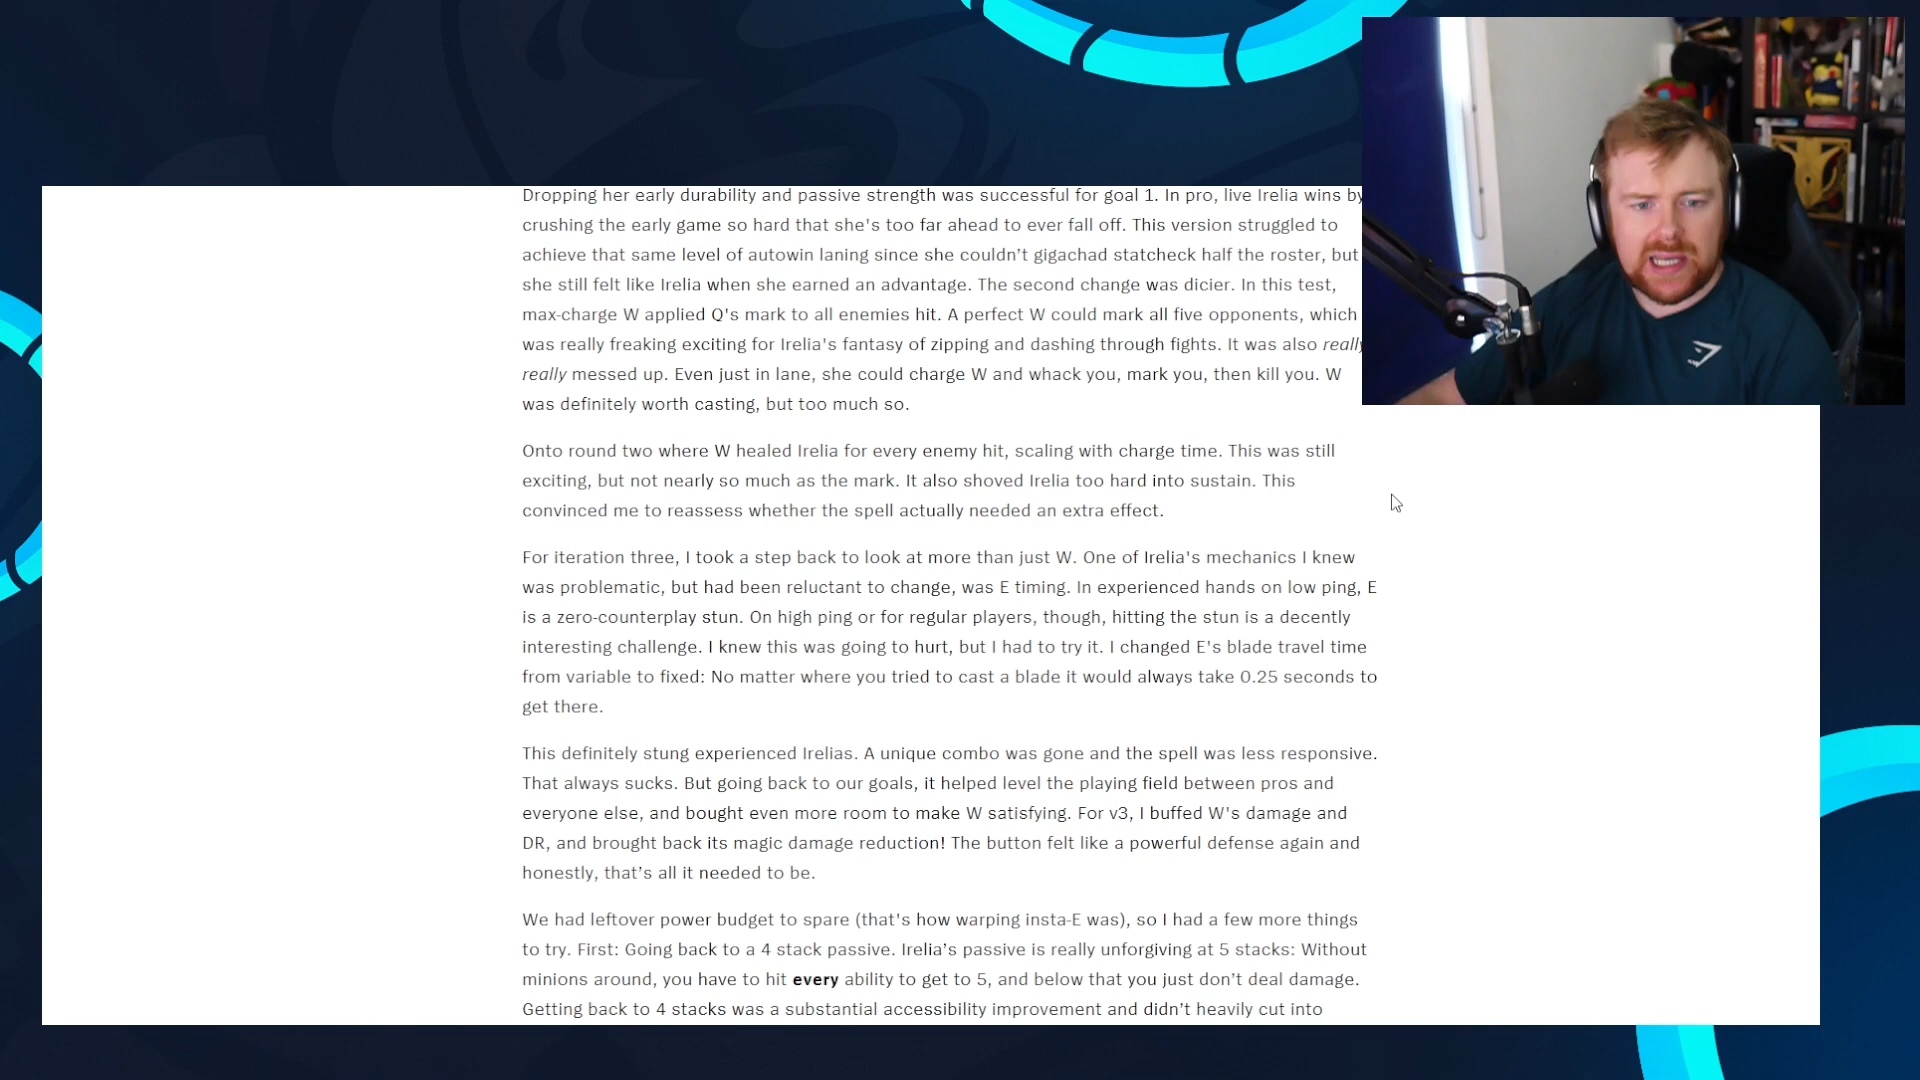 Dropping her early durability and passive strength was successful for goal 1. In pro, live Irelia wins by
crushing the early game so hard that she's too far ahead to ever fall off. This version struggled to
achieve that same level of autowin laning since she couldn’t gigachad statcheck half the roster, but
she still felt like Irelia when she earned an advantage. The second change was dicier. In this test,
max-charge W applied Q's mark to all enemies hit. A perfect W could mark all five opponents, which
was really freaking exciting for Irelia's fantasy of zipping and dashing through fights. It was also really
really messed up. Even just in lane, she could charge W and whack you, mark you, then kill you. W
was definitely worth casting, but too much so.
Onto round two where W healed Irelia for every enemy hit, scaling with charge time. This was still
exciting, but not nearly so much as the mark. It also shoved Irelia too hard into sustain. This
convinced me to reassess whether the spell actually needed an extra effect.
For iteration three, I took a step back to look at more than just W. One of Irelia's mechanics I knew
was problematic, but had been reluctant to change, was E timing. In experienced hands on low ping, E
is a zero-counterplay stun. On high ping or for regular players, though, hitting the stun is a decently
interesting challenge. I knew this was going to hurt, but I had to try it. I changed E's blade travel time
from variable to fixed: No matter where you tried to cast a blade it would always take 0.25 seconds to
get there.
This definitely stung experienced Irelias. A unique combo was gone and the spell was less responsive.
That always sucks. But going back to our goals, it helped level the playing field between pros and
everyone else, and bought even more room to make W satisfying. For v3, I buffed W's damage and
DR, and brought back its magic damage reduction! The button felt like a powerful defense again and
honestly, that’s all it needed to be.
We had leftover power budget to spare (that's how warping insta-E was), so I had a few more things
to try. First: Going back to a 4 stack passive. Irelia’s passive is really unforgiving at 5 stacks: Without
minions around, you have to hit every ability to get to 5, and below that you just don’t deal damage.
Getting back to 4 stacks was a substantial accessibility improvement and didn’t heavily cut into